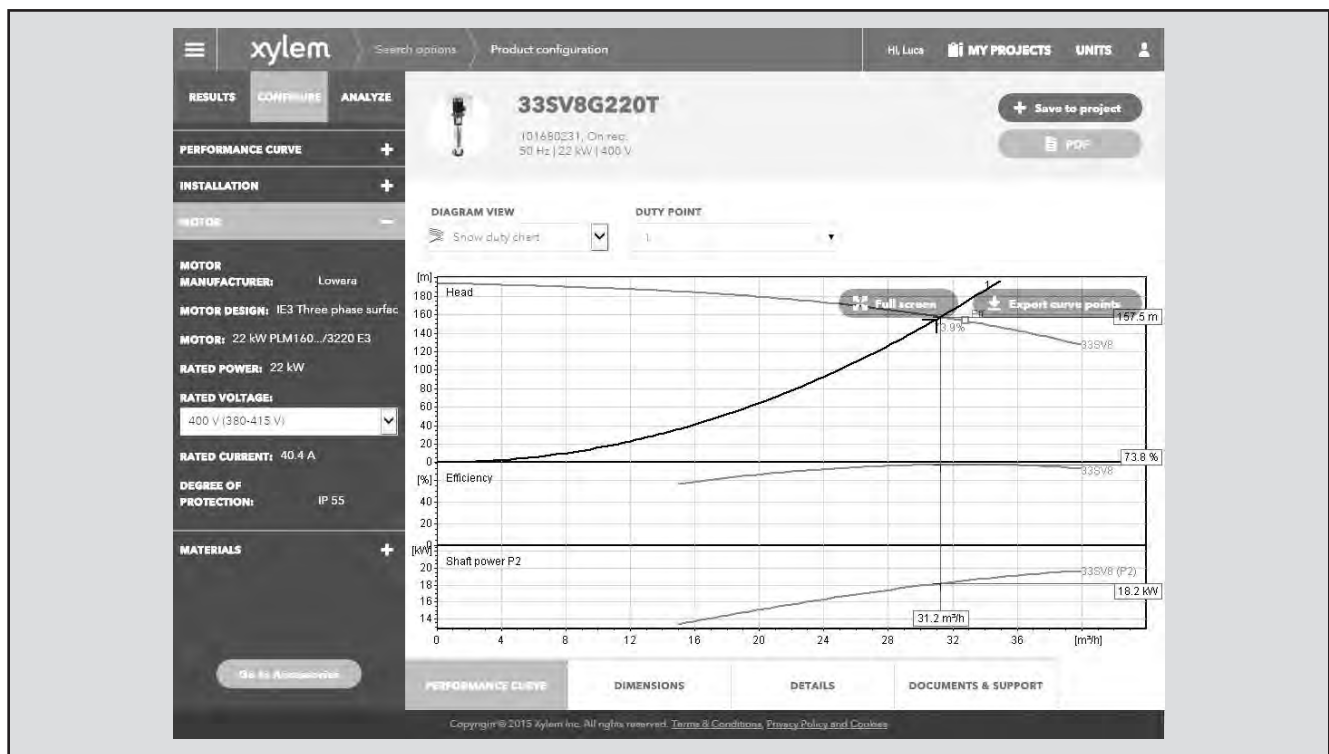 xylem
Search options
Product configuration
Hi, Luca
MY PROJECTS
UNITS
RESULTS
CONFIGURE
ANALYZE
PERFORMANCE CURVE +
INSTALLATION +
MOTOR −
MOTOR
MANUFACTURER: Lowara
MOTOR DESIGN: IE3 Three phase surfac
MOTOR: 22 kW PLM160.../3220 E3
RATED POWER: 22 kW
RATED VOLTAGE:
400 V (380-415 V)
RATED CURRENT: 40.4 A
DEGREE OF
PROTECTION: IP 55
MATERIALS +
Go to Accessories
33SV8G220T
101680231, On req.
50 Hz | 22 kW | 400 V
+ Save to project
PDF
DIAGRAM VIEW
Show duty chart
DUTY POINT
1
[m]
Head
180
160
140
120
100
80
60
40
20
0
1
Full screen
Export curve points
Eff
3.9%
157.5 m
33SV8
73.8 %
[%]
Efficiency
40
20
0
33SV8
[kW]
Shaft power P2
20
18
16
14
33SV8 (P2)
18.2 kW
31.2 m³/h
0 4 8 12 16 20 24 28 32 36 [m³/h]
PERFORMANCE CURVE
DIMENSIONS
DETAILS
DOCUMENTS & SUPPORT
Copyright © 2015 Xylem Inc. All rights reserved. Terms & Conditions, Privacy Policy and Cookies